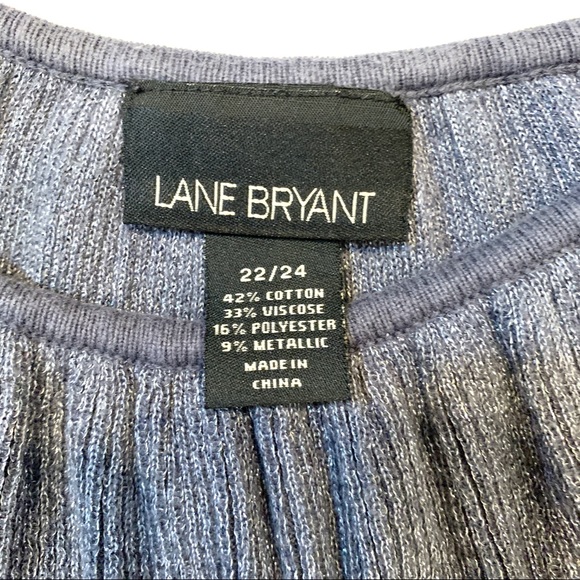 LANE BRYANT
22/24
42% COTTON
33% VISCOSE
16% POLYESTER
9% METALLIC
MADE IN
CHINA